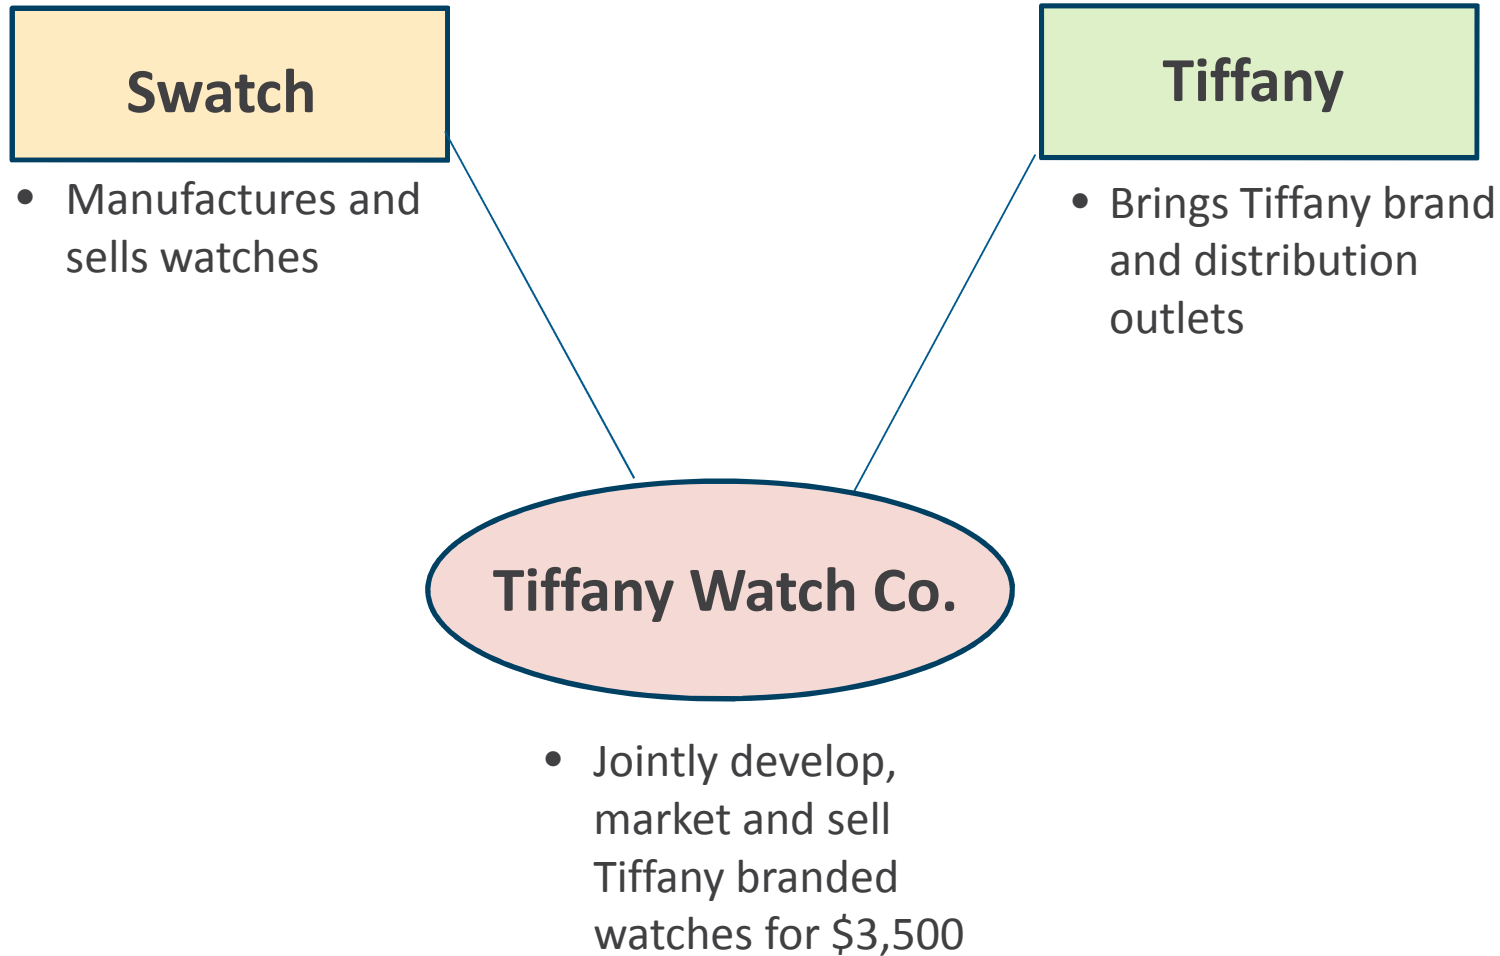 Swatch
• Manufactures and
sells watches
Tiffany
• Brings Tiffany brand
and distribution
outlets
Tiffany Watch Co.
• Jointly develop,
market and sell
Tiffany branded
watches for $3,500